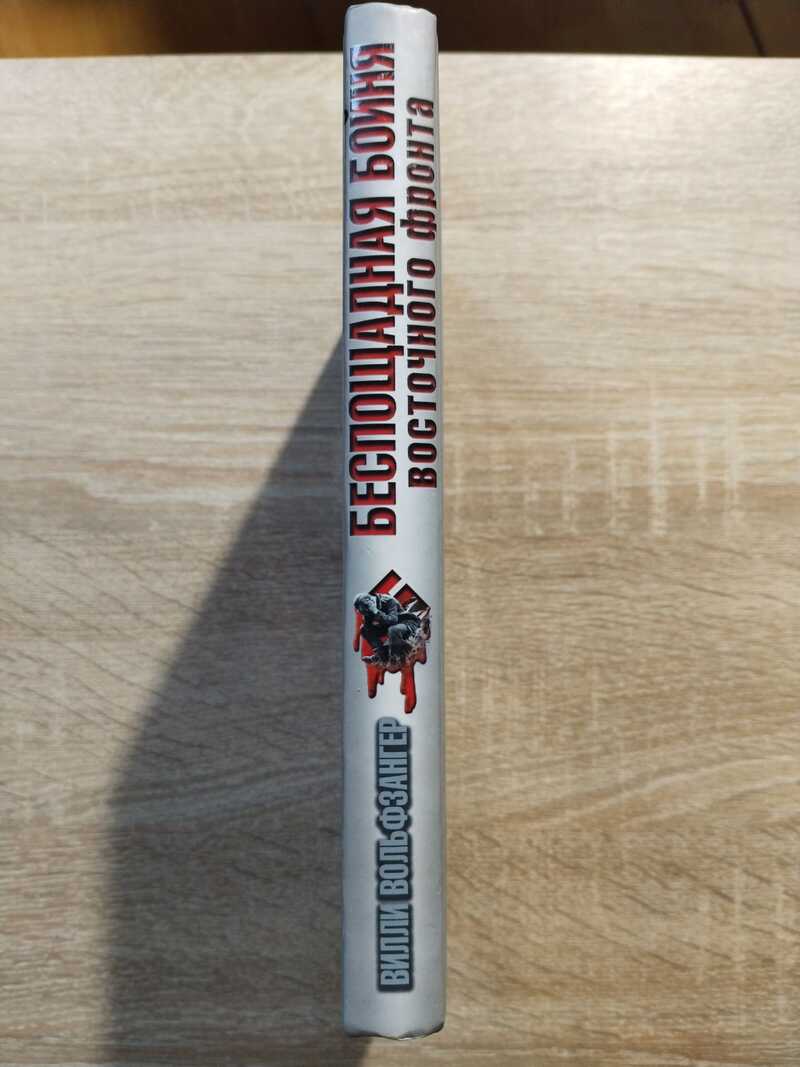 ВИЛЛИ ВОЛЬФЗАНГЕР
БЕСПОЩАДНАЯ БОЙНЯ
ВОСТОЧНОГО фронта